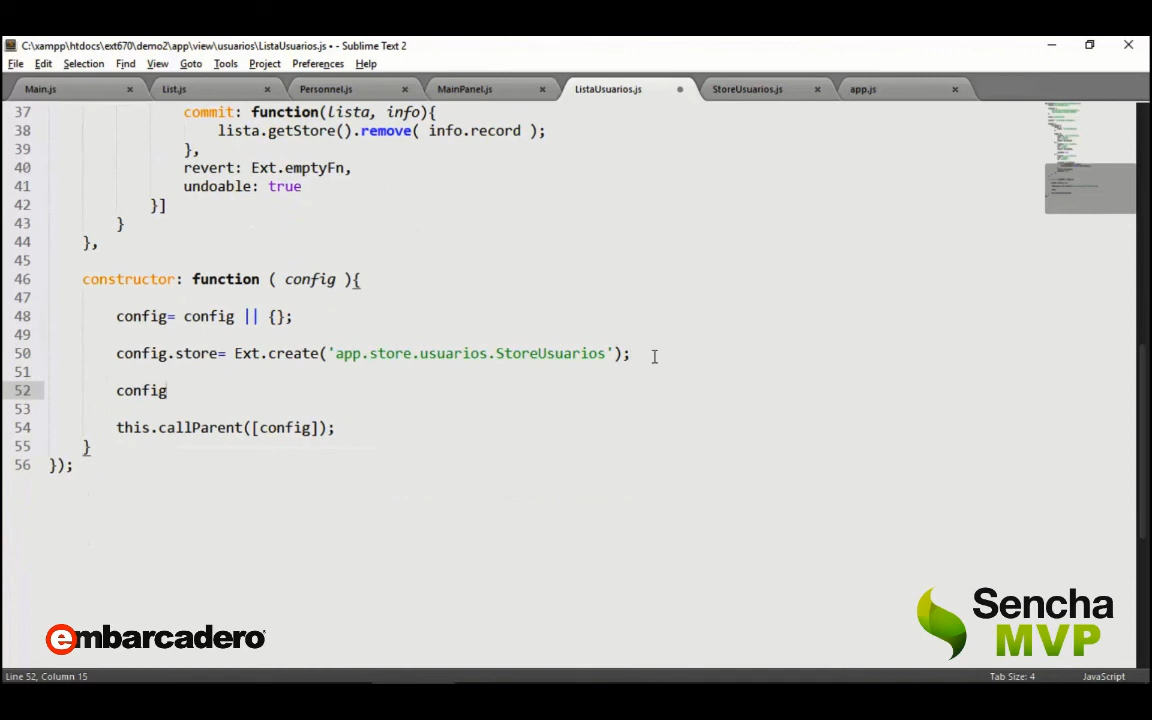 C:\xampp\htdocs\ext670\demo2\app\view\usuarios\ListaUsuarios.js • - Sublime Text 2
File Edit Selection Find View Goto Tools Project Preferences Help
Main.js List.js Personnel.js MainPanel.js ListaUsuarios.js StoreUsuarios.js app.js
37 commit: function(lista, info){
38 lista.getStore().remove( info.record );
39 },
40 revert: Ext.emptyFn,
41 undoable: true
42 }]
43 }
44 },
45
46 constructor: function ( config ){
47
48 config= config || {};
49
50 config.store= Ext.create('app.store.usuarios.StoreUsuarios');
51
52 config
53
54 this.callParent([config]);
55 }
56 });
embarcadero
Sencha
MVP
Line 52, Column 15 Tab Size: 4 JavaScript